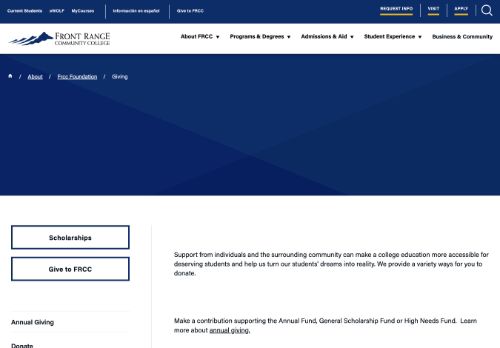 Current Students eWOLF MyCourses Información en español Give to FRCC REQUEST INFO VISIT APPLY
FRONT RANGE
COMMUNITY COLLEGE
About FRCC ▼ Programs & Degrees ▼ Admissions & Aid ▼ Student Experience ▼ Business & Community
/ About / Frcc Foundation / Giving
Scholarships
Give to FRCC
Annual Giving
Donate
Support from individuals and the surrounding community can make a college education more accessible for
deserving students and help us turn our students' dreams into reality. We provide a variety ways for you to
donate.
Make a contribution supporting the Annual Fund, General Scholarship Fund or High Needs Fund. Learn
more about annual giving.